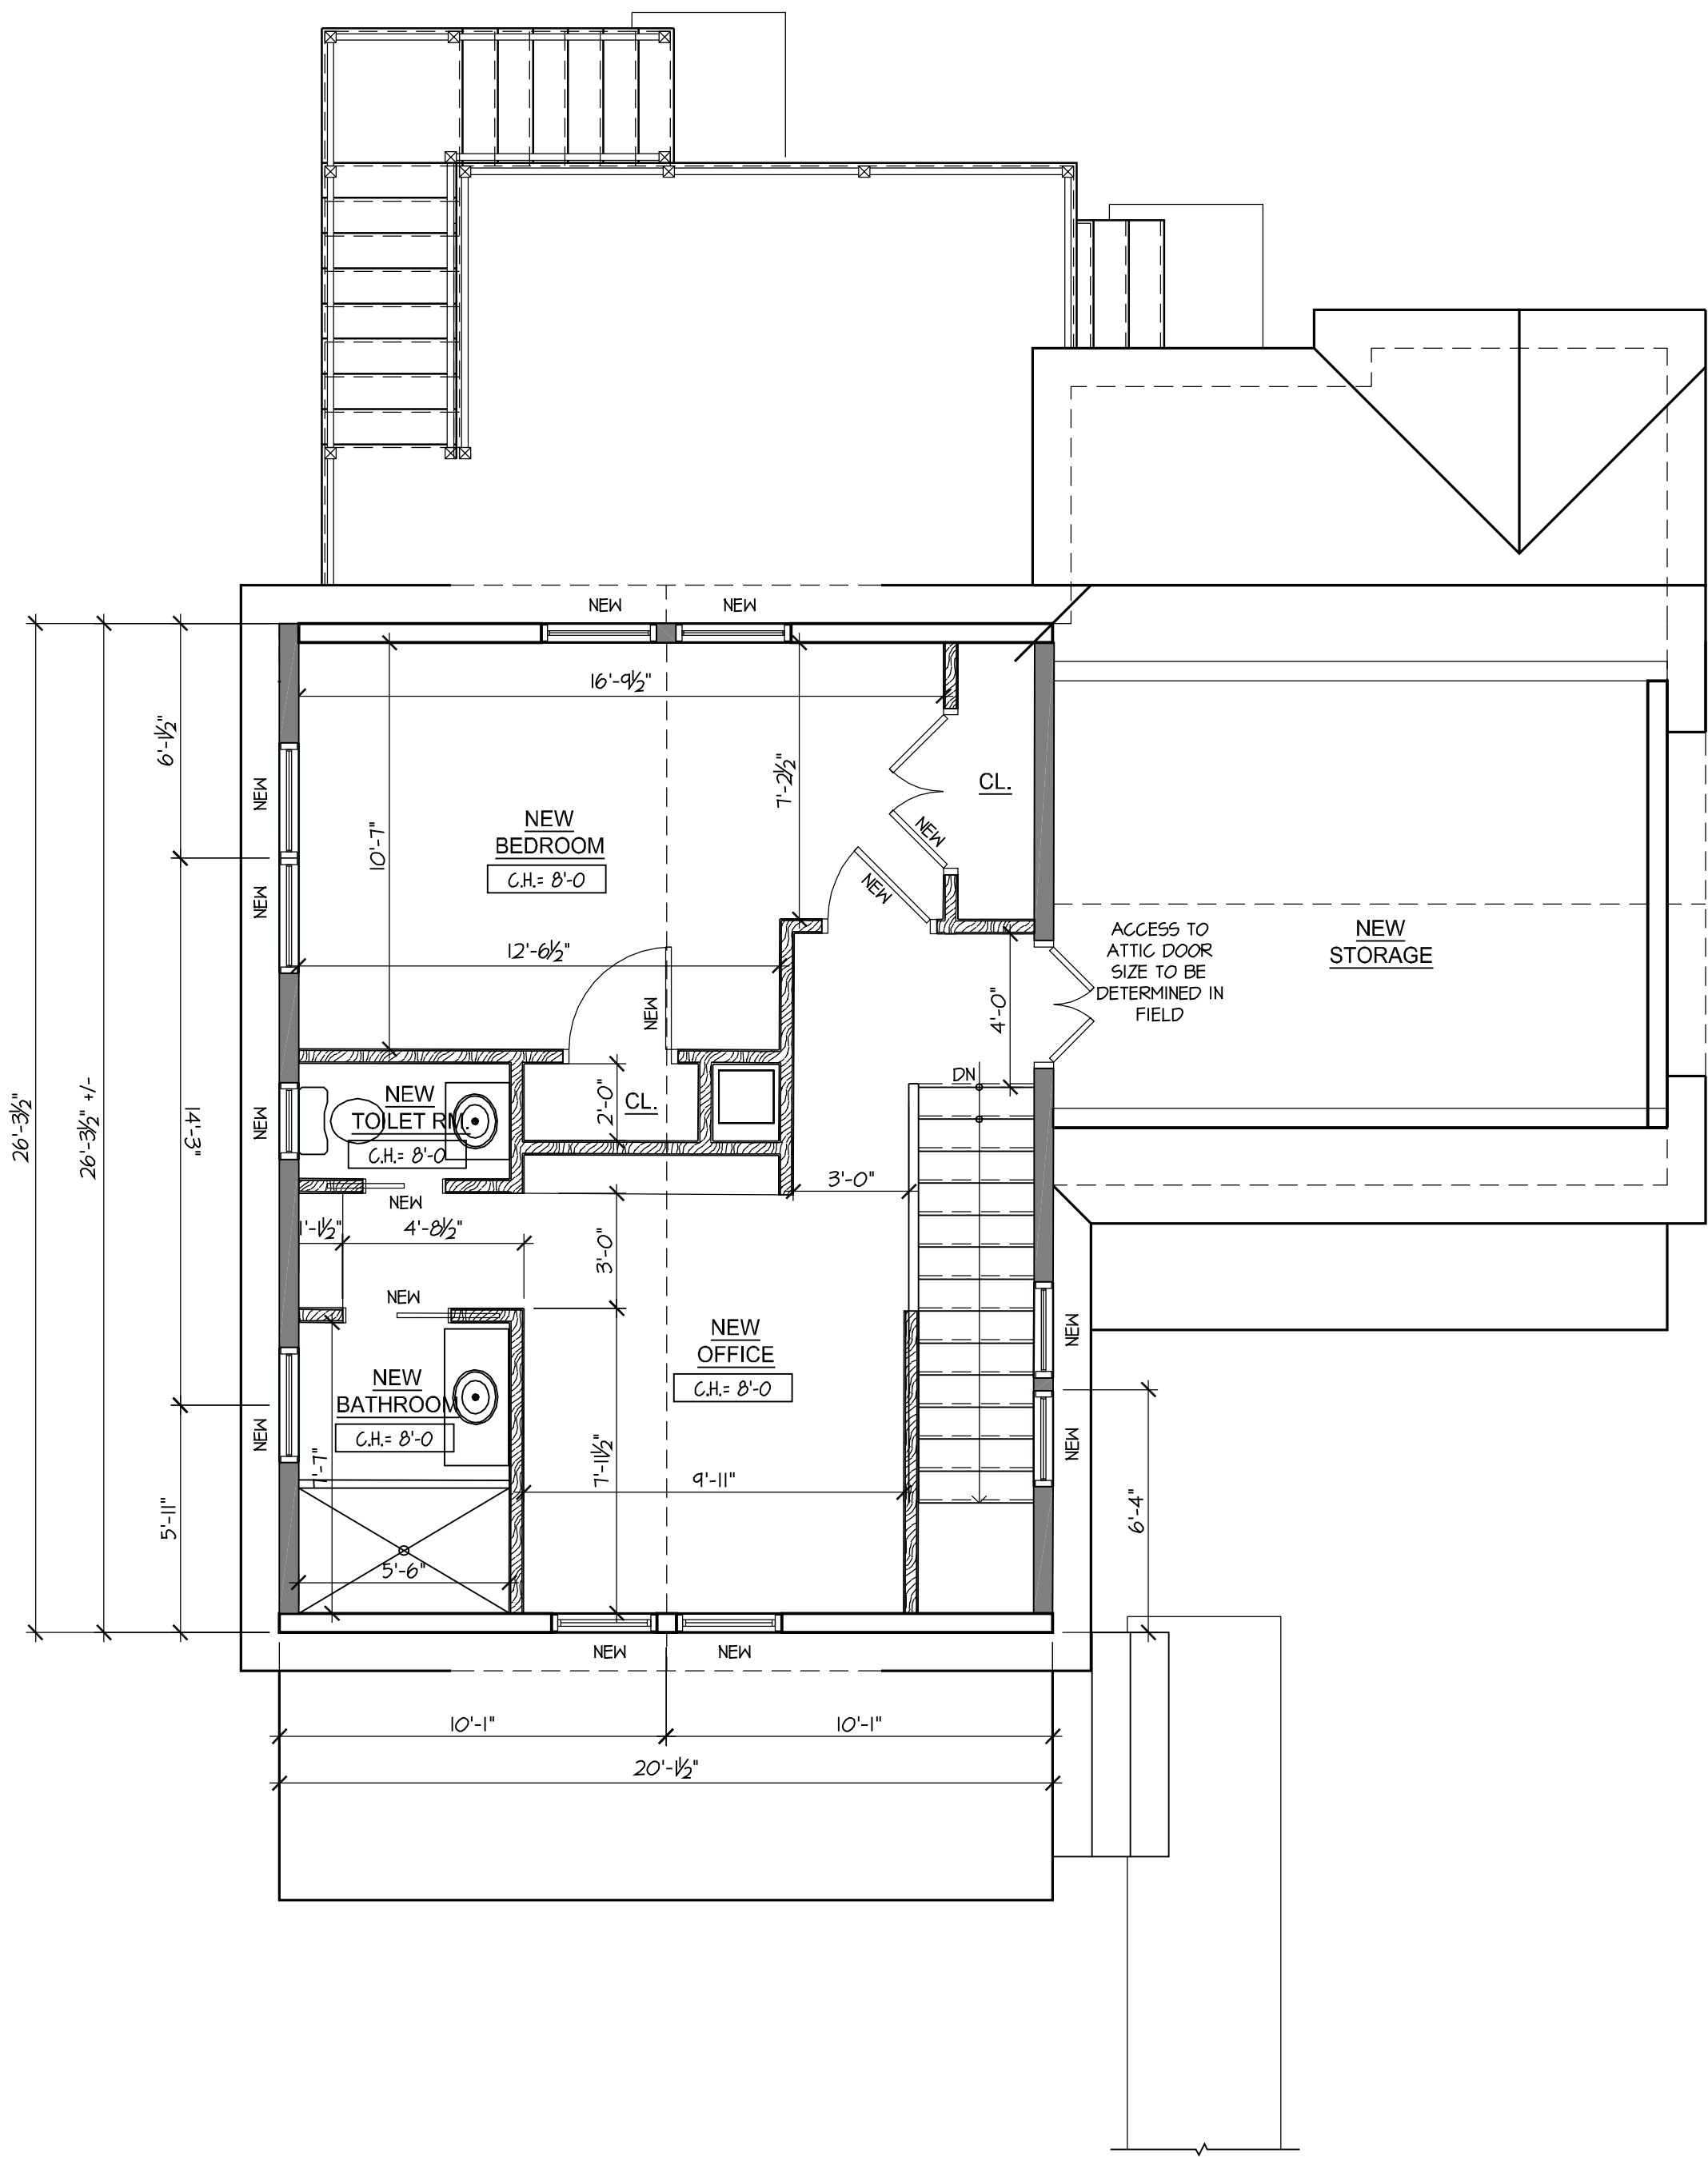 NEW
NEW
16'-9½"
6'-1½"
NEW
7'-2½"
CL.
NEW
BEDROOM
C.H.= 8'-0
10'-7"
NEW
NEW
NEW
12'-6½"
NEW
4'-0"
ACCESS TO
ATTIC DOOR
SIZE TO BE
DETERMINED IN
FIELD
NEW
STORAGE
DN
26'-3½"
26'-3½" +/-
14'-3"
NEW
NEW
TOILET RM.
C.H.= 8'-0
2'-0"
CL.
3'-0"
NEW
1'-1½"
4'-8½"
3'-0"
NEW
NEW
OFFICE
C.H.= 8'-0
NEW
NEW
BATHROOM
C.H.= 8'-0
NEW
NEW
7'-7"
7'-11½"
9'-11"
5'-11"
6'-4"
5'-6"
NEW
NEW
10'-1"
10'-1"
20'-1½"